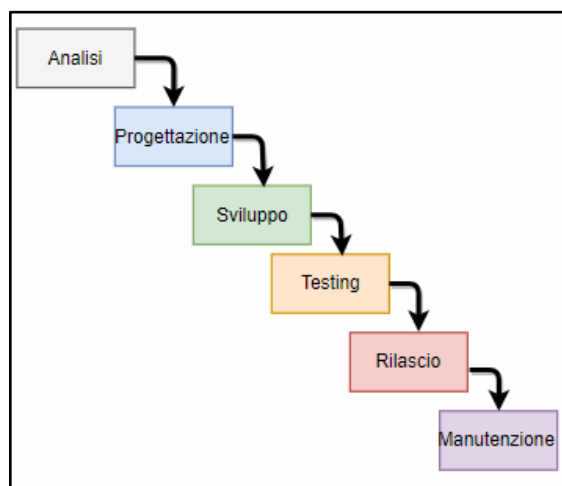 Analisi
Progettazione
Sviluppo
Testing
Rilascio
Manutenzione